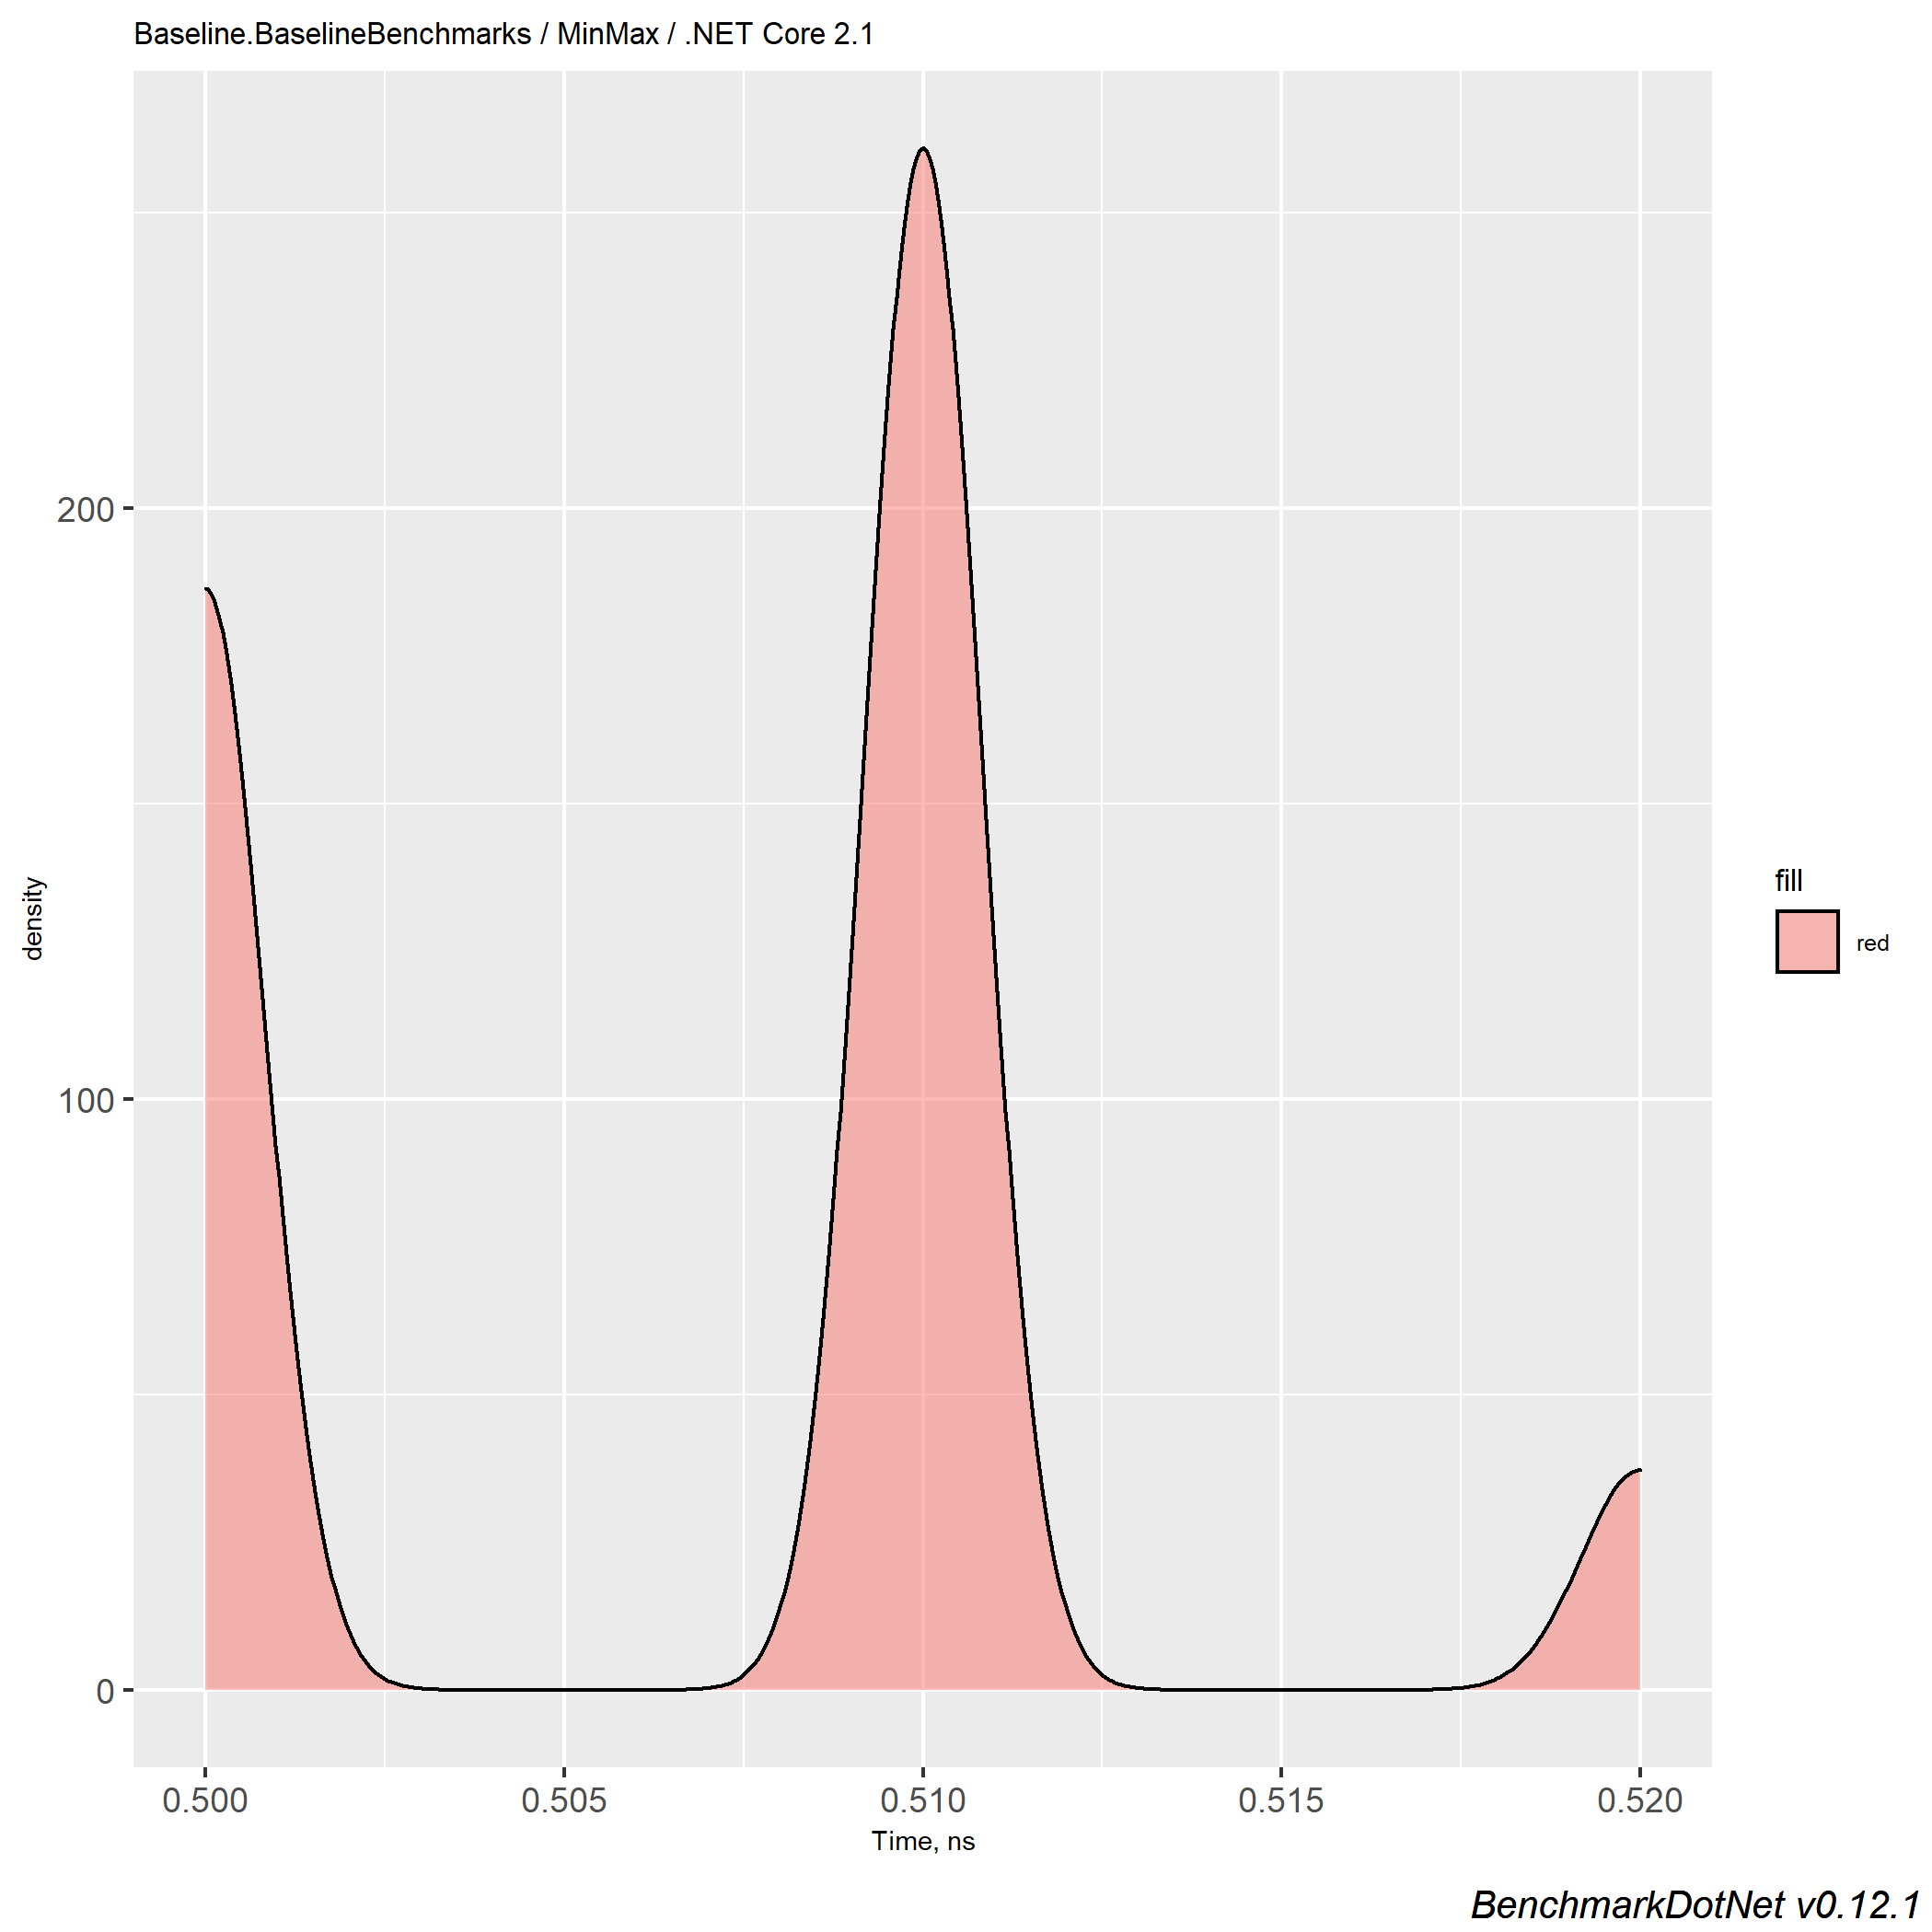 Baseline.BaselineBenchmarks / MinMax / .NET Core 2.1
200
100
0
density
0.500 0.505 0.510 0.515 0.520
Time, ns
fill
red
BenchmarkDotNet v0.12.1